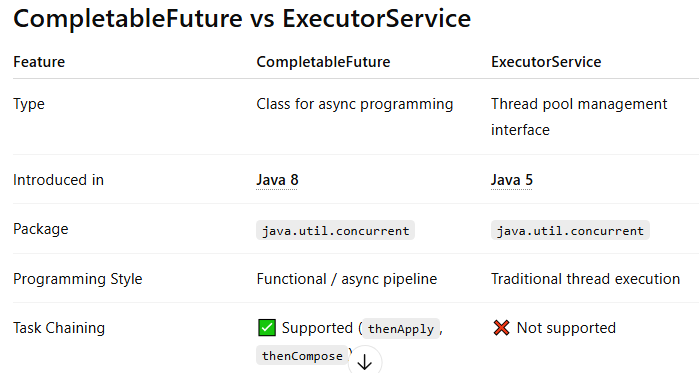 CompletableFuture vs ExecutorService
Feature CompletableFuture ExecutorService
Type Class for async programming Thread pool management
interface
Introduced in Java 8 Java 5
Package java.util.concurrent java.util.concurrent
Programming Style Functional / async pipeline Traditional thread execution
Task Chaining ✅ Supported (thenApply, ❌ Not supported
thenCompose)